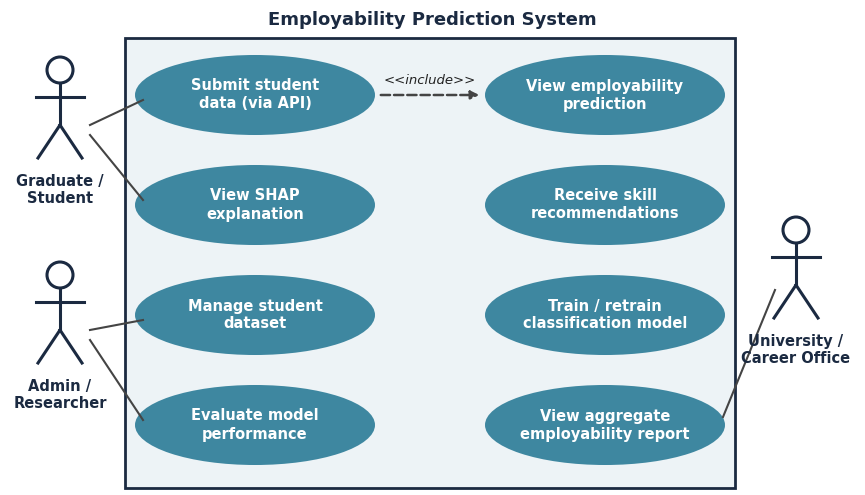 Employability Prediction System
Submit student
data (via API)
<<include>>
View employability
prediction
Graduate /
Student
View SHAP
explanation
Receive skill
recommendations
Admin /
Researcher
Manage student
dataset
Train / retrain
classification model
University /
Career Office
Evaluate model
performance
View aggregate
employability report